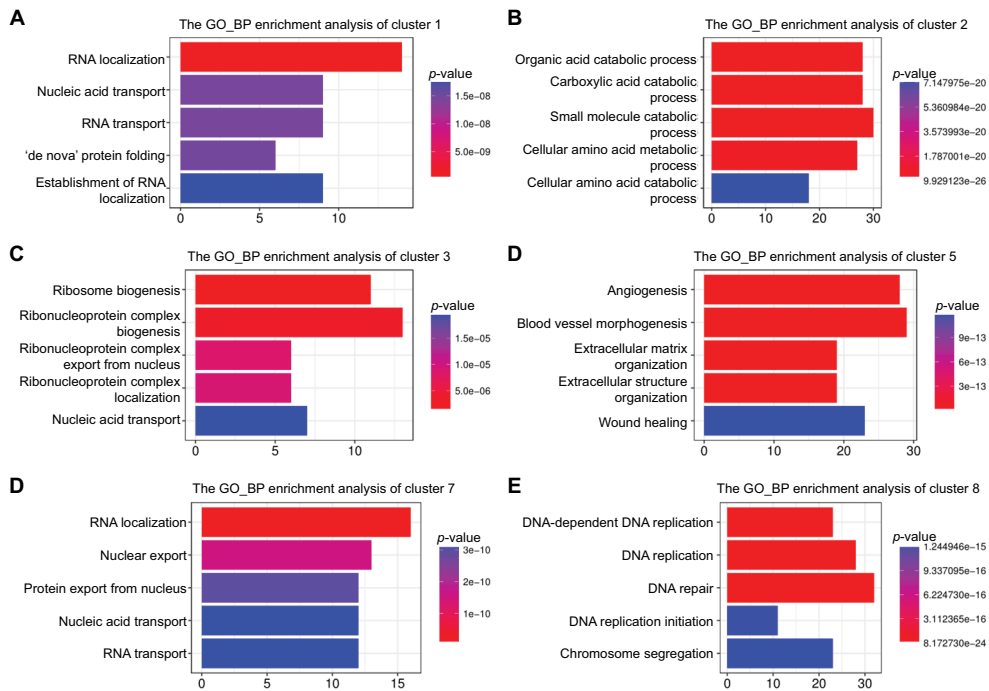 A
The GO_BP enrichment analysis of cluster 1
RNA localization
Nucleic acid transport
RNA transport
‘de nova’ protein folding
Establishment of RNA
localization
0
5
10
p-value
1.5e−08
1.0e−08
5.0e−09
B
The GO_BP enrichment analysis of cluster 2
Organic acid catabolic process
Carboxylic acid catabolic
process
Small molecule catabolic
process
Cellular amino acid metabolic
process
Cellular amino acid catabolic
process
0
10
20
30
p-value
7.147975e−20
5.360984e−20
3.573993e−20
1.787001e−20
9.929123e−26
C
The GO_BP enrichment analysis of cluster 3
Ribosome biogenesis
Ribonucleoprotein complex
biogenesis
Ribonucleoprotein complex
export from nucleus
Ribonucleoprotein complex
localization
Nucleic acid transport
0
5
10
p-value
1.5e−05
1.0e−05
5.0e−06
D
The GO_BP enrichment analysis of cluster 5
Angiogenesis
Blood vessel morphogenesis
Extracellular matrix
organization
Extracellular structure
organization
Wound healing
0
10
20
30
p-value
9e−13
6e−13
3e−13
D
The GO_BP enrichment analysis of cluster 7
RNA localization
Nuclear export
Protein export from nucleus
Nucleic acid transport
RNA transport
0
5
10
15
p-value
3e−10
2e−10
1e−10
E
The GO_BP enrichment analysis of cluster 8
DNA-dependent DNA replication
DNA replication
DNA repair
DNA replication initiation
Chromosome segregation
0
10
20
30
p-value
1.244946e−15
9.337095e−16
6.224730e−16
3.112365e−16
8.172730e−24